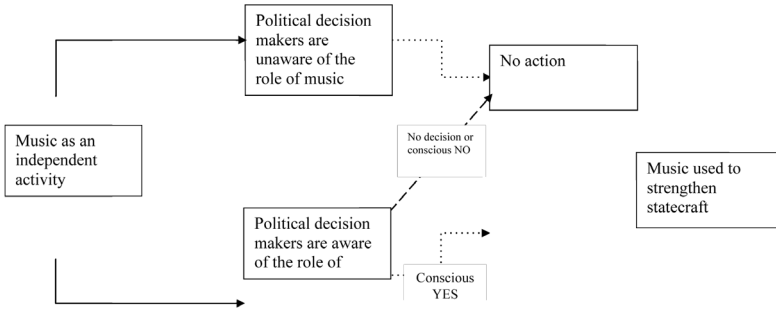 Political decision
makers are
unaware of the
role of music
No action
Music as an
independent
activity
No decision or
conscious NO
Music used to
strengthen
statecraft
Political decision
makers are aware
of the role of
Conscious
YES